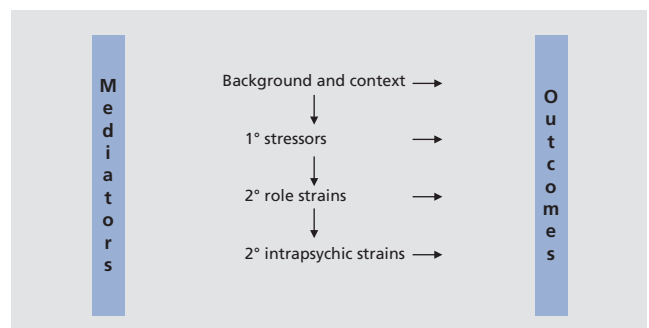 Mediators
Background and context
1° stressors
2° role strains
2° intrapsychic strains
Outcomes